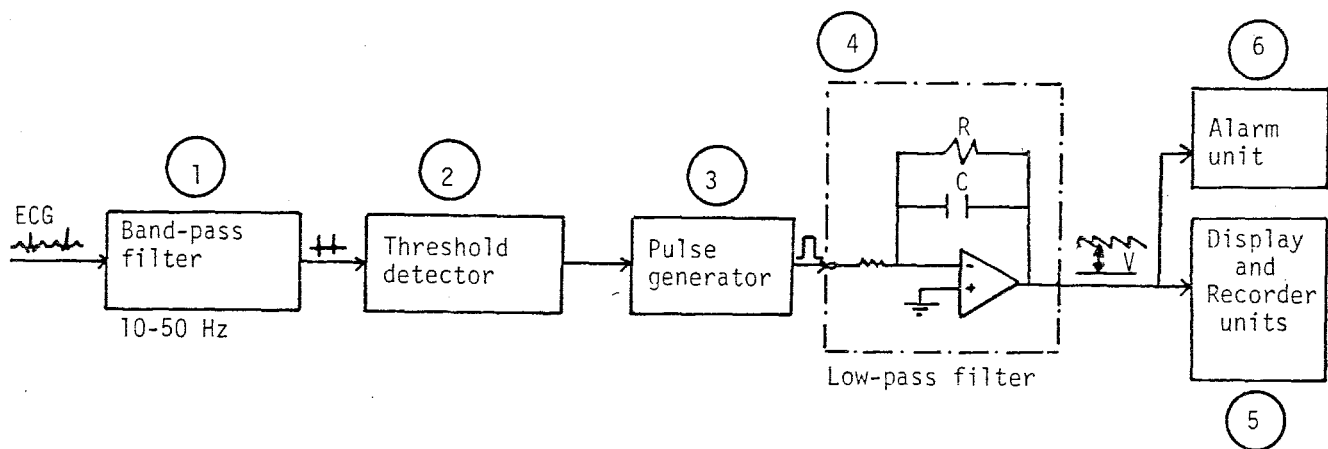 4
6
R
Alarm
unit
1
2
3
C
ECG
Band-pass
filter
Threshold
detector
Pulse
generator
-
+
V
Display
and
Recorder
units
10-50 Hz
Low-pass filter
5